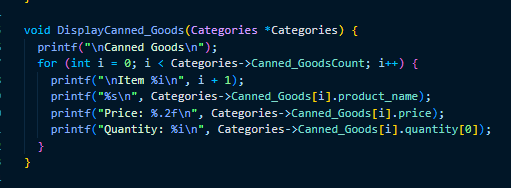 void DisplayCanned_Goods(Categories *Categories) {
  printf("\nCanned Goods\n");
  for (int i = 0; i < Categories->Canned_GoodsCount; i++) {
    printf("\nItem %i\n", i + 1);
    printf("%s\n", Categories->Canned_Goods[i].product_name);
    printf("Price: %.2f\n", Categories->Canned_Goods[i].price);
    printf("Quantity: %i\n", Categories->Canned_Goods[i].quantity[0]);
  }
}